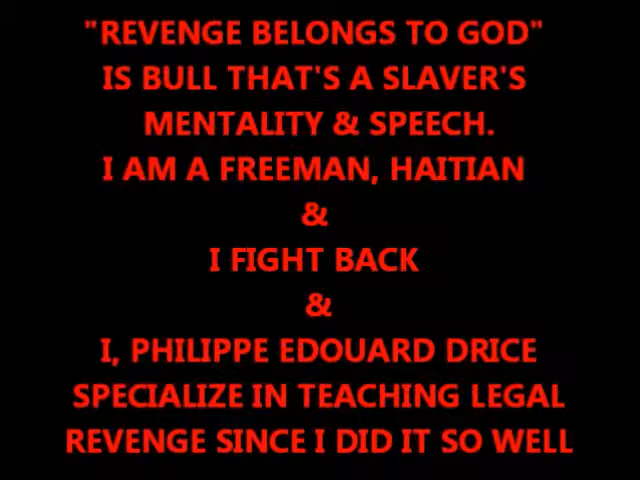 "REVENGE BELONGS TO GOD"
IS BULL THAT'S A SLAVER'S
MENTALITY & SPEECH.
I AM A FREEMAN, HAITIAN
&
I FIGHT BACK
&
I, PHILIPPE EDOUARD DRICE
SPECIALIZE IN TEACHING LEGAL
REVENGE SINCE I DID IT SO WELL